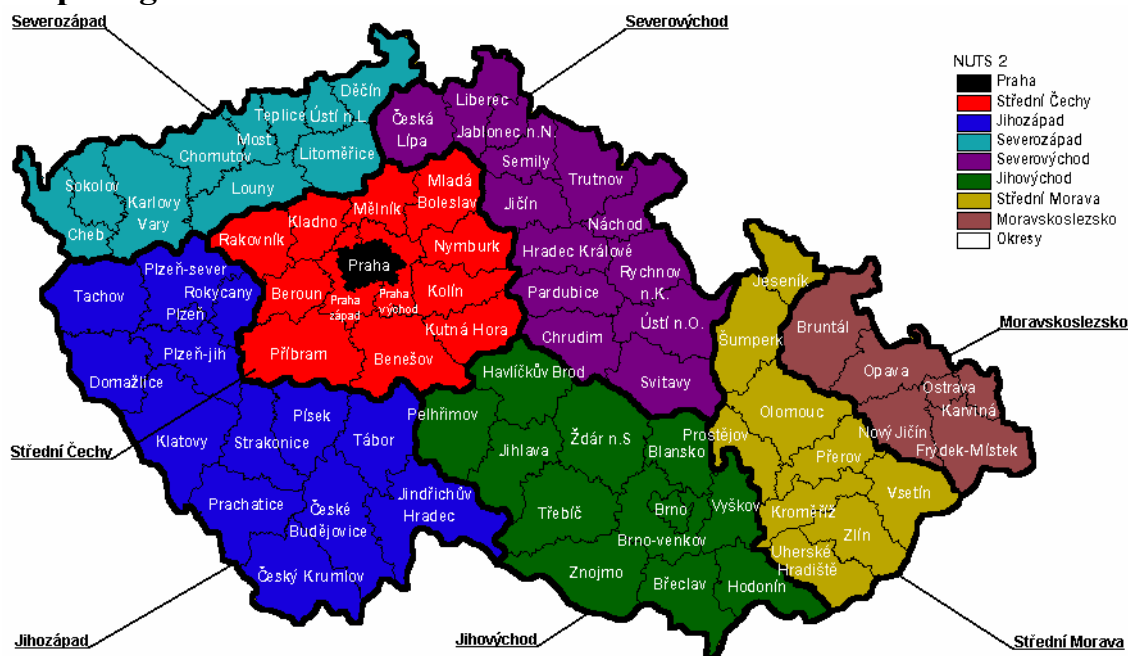 Severozápad
Severovýchod
NUTS 2
Praha
Střední Čechy
Jihozápad
Severozápad
Severovýchod
Jihovýchod
Střední Morava
Moravskoslezsko
Okresy
Děčín
Teplice
Ústí n.L.
Most
Chomutov
Litoměřice
Louny
Sokolov
Karlovy
Vary
Cheb
Česká
Lípa
Liberec
Jablonec n.N.
Semily
Trutnov
Jičín
Náchod
Hradec Králové
Rychnov
n.K.
Pardubice
Ústí n.O.
Chrudim
Svitavy
Mladá
Boleslav
Mělník
Kladno
Rakovník
Nymburk
Praha
Beroun
Praha
západ
Praha
východ
Kolín
Kutná Hora
Příbram
Benešov
Plzeň-sever
Tachov
Rokycany
Plzeň
Plzeň-jih
Domažlice
Klatovy
Písek
Strakonice
Tábor
Prachatice
České
Budějovice
Jindřichův
Hradec
Český Krumlov
Havlíčkův Brod
Pelhřimov
Jihlava
Ždár n.S
Blansko
Třebíč
Brno
Vyškov
Brno-venkov
Znojmo
Břeclav
Hodonín
Jeseník
Šumperk
Olomouc
Prostějov
Přerov
Kroměříž
Vsetín
Zlín
Uherské
Hradiště
Bruntál
Opava
Ostrava
Karviná
Nový Jičín
Frýdek-Místek
Moravskoslezsko
Střední Čechy
Jihozápad
Jihovýchod
Střední Morava